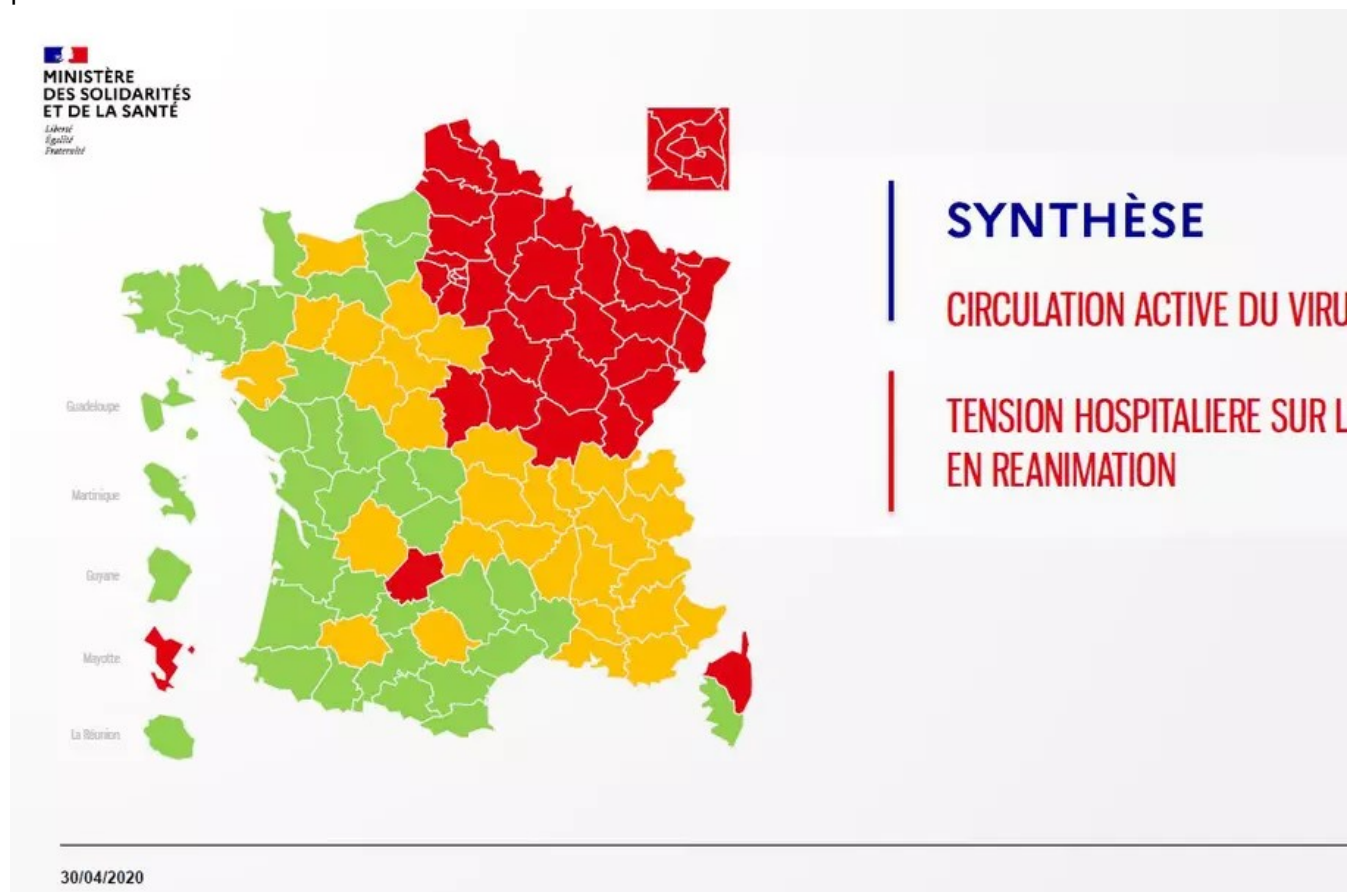 MINISTÈRE
DES SOLIDARITÉS
ET DE LA SANTÉ
Liberté
Égalité
Fraternité
SYNTHÈSE
CIRCULATION ACTIVE DU VIRU
TENSION HOSPITALIERE SUR L
EN REANIMATION
Guadeloupe
Martinique
Guyane
Mayotte
La Réunion
30/04/2020